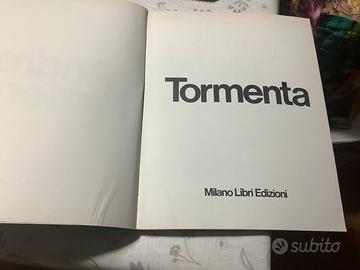 Tormenta
Milano Libri Edizioni
subito